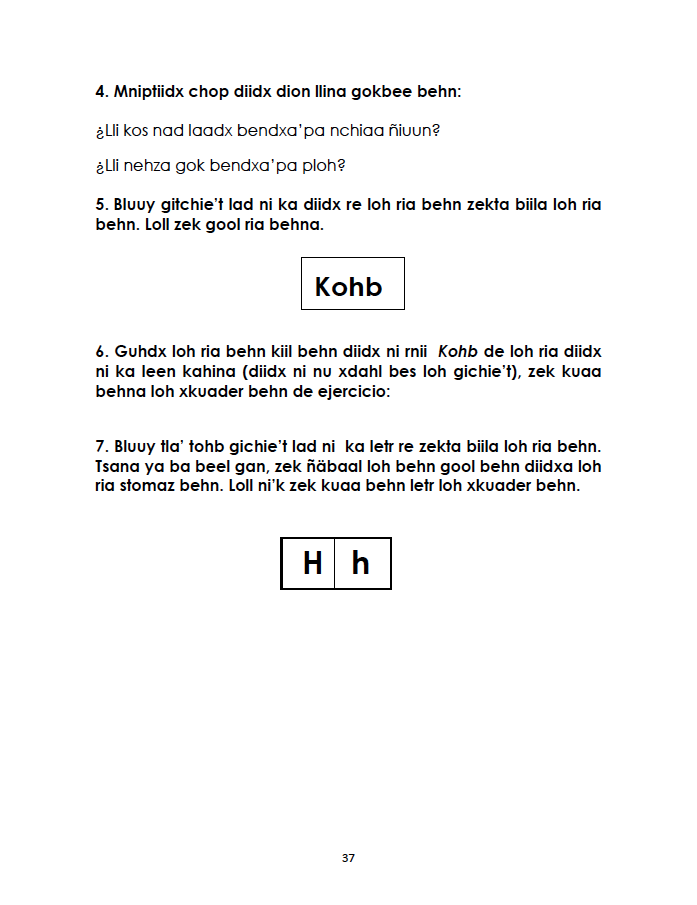 4. Mniptiidx chop diidx dion llina gokbee behn:
¿Lli kos nad laadx bendxa’pa nchiaa ñiuun?
¿Lli nehza gok bendxa’pa ploh?
5. Bluuy gitchie’t lad ni ka diidx re loh ria behn zekta biila loh ria
behn. Loll zek gool ria behna.
Kohb
6. Guhdx loh ria behn kiil behn diidx ni rnii Kohb de loh ria diidx
ni ka leen kahina (diidx ni nu xdahl bes loh gichie’t), zek kuaa
behna loh xkuader behn de ejercicio:
7. Bluuy tla’ tohb gichie’t lad ni ka letr re zekta biila loh ria behn.
Tsana ya ba beel gan, zek ñäbaal loh behn gool behn diidxa loh
ria stomaz behn. Loll ni’k zek kuaa behn letr loh xkuader behn.
H h
37